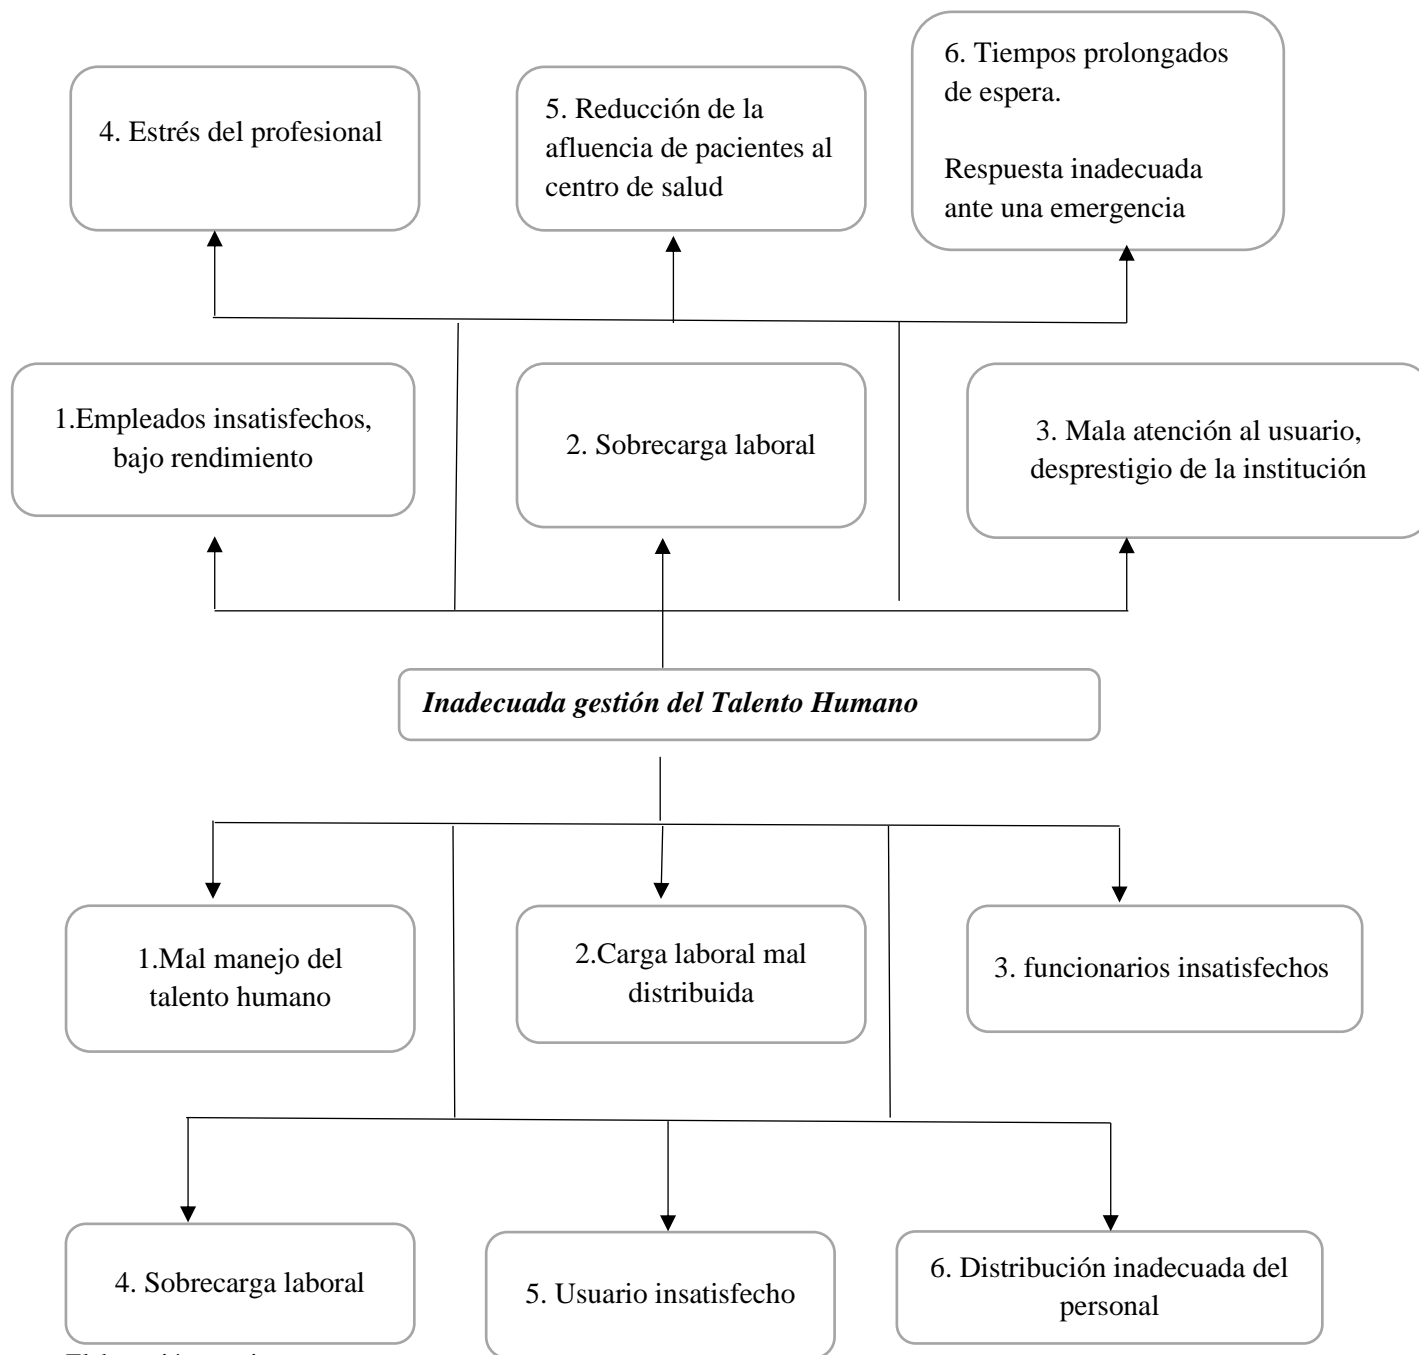 4. Estrés del profesional
5. Reducción de la
afluencia de pacientes al
centro de salud
6. Tiempos prolongados
de espera.
Respuesta inadecuada
ante una emergencia
1.Empleados insatisfechos,
bajo rendimiento
2. Sobrecarga laboral
3. Mala atención al usuario,
desprestigio de la institución
Inadecuada gestión del Talento Humano
1.Mal manejo del
talento humano
2.Carga laboral mal
distribuida
3. funcionarios insatisfechos
4. Sobrecarga laboral
5. Usuario insatisfecho
6. Distribución inadecuada del
personal